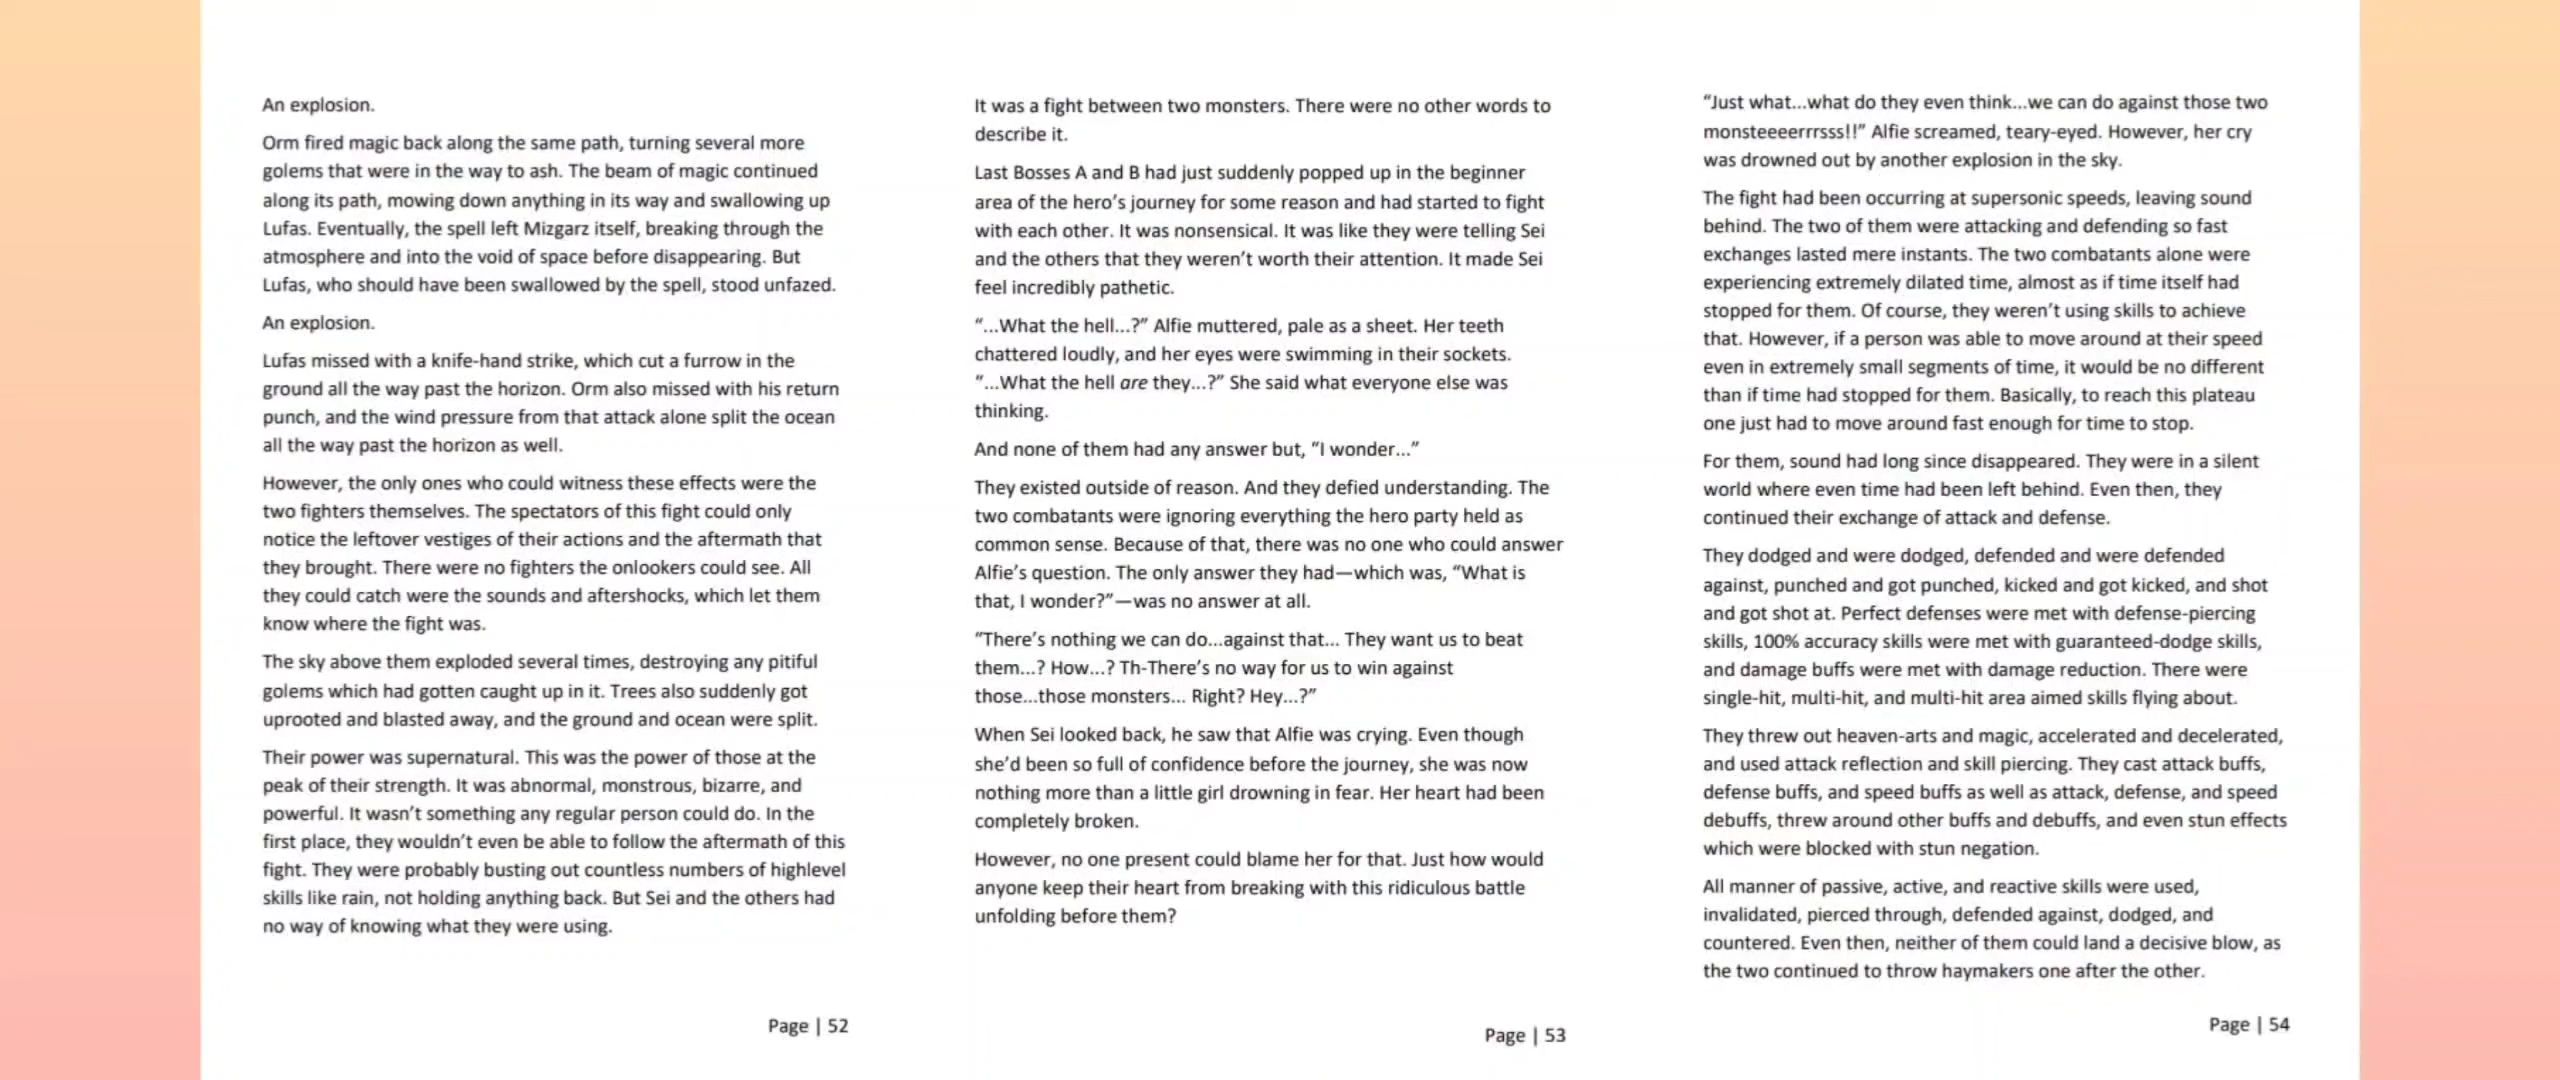 An explosion.
Orm fired magic back along the same path, turning several more
golems that were in the way to ash. The beam of magic continued
along its path, mowing down anything in its way and swallowing up
Lufas. Eventually, the spell left Mizgarz itself, breaking through the
atmosphere and into the void of space before disappearing. But
Lufas, who should have been swallowed by the spell, stood unfazed.
An explosion.
Lufas missed with a knife-hand strike, which cut a furrow in the
ground all the way past the horizon. Orm also missed with his return
punch, and the wind pressure from that attack alone split the ocean
all the way past the horizon as well.
However, the only ones who could witness these effects were the
two fighters themselves. The spectators of this fight could only
notice the leftover vestiges of their actions and the aftermath that
they brought. There were no fighters the onlookers could see. All
they could catch were the sounds and aftershocks, which let them
know where the fight was.
The sky above them exploded several times, destroying any pitiful
golems which had gotten caught up in it. Trees also suddenly got
uprooted and blasted away, and the ground and ocean were split.
Their power was supernatural. This was the power of those at the
peak of their strength. It was abnormal, monstrous, bizarre, and
powerful. It wasn’t something any regular person could do. In the
first place, they wouldn’t even be able to follow the aftermath of this
fight. They were probably busting out countless numbers of highlevel
skills like rain, not holding anything back. But Sei and the others had
no way of knowing what they were using.
Page | 52
It was a fight between two monsters. There were no other words to
describe it.
Last Bosses A and B had just suddenly popped up in the beginner
area of the hero’s journey for some reason and had started to fight
with each other. It was nonsensical. It was like they were telling Sei
and the others that they weren’t worth their attention. It made Sei
feel incredibly pathetic.
“...What the hell...?” Alfie muttered, pale as a sheet. Her teeth
chattered loudly, and her eyes were swimming in their sockets.
“...What the hell are they...?” She said what everyone else was
thinking.
And none of them had any answer but, “I wonder...”
They existed outside of reason. And they defied understanding. The
two combatants were ignoring everything the hero party held as
common sense. Because of that, there was no one who could answer
Alfie’s question. The only answer they had—which was, “What is
that, I wonder?”—was no answer at all.
“There’s nothing we can do...against that... They want us to beat
them...? How...? Th-There’s no way for us to win against
those...those monsters... Right? Hey...?”
When Sei looked back, he saw that Alfie was crying. Even though
she’d been so full of confidence before the journey, she was now
nothing more than a little girl drowning in fear. Her heart had been
completely broken.
However, no one present could blame her for that. Just how would
anyone keep their heart from breaking with this ridiculous battle
unfolding before them?
Page | 53
“Just what...what do they even think...we can do against those two
monsteeeerrrsss!!” Alfie screamed, teary-eyed. However, her cry
was drowned out by another explosion in the sky.
The fight had been occurring at supersonic speeds, leaving sound
behind. The two of them were attacking and defending so fast
exchanges lasted mere instants. The two combatants alone were
experiencing extremely dilated time, almost as if time itself had
stopped for them. Of course, they weren’t using skills to achieve
that. However, if a person was able to move around at their speed
even in extremely small segments of time, it would be no different
than if time had stopped for them. Basically, to reach this plateau
one just had to move around fast enough for time to stop.
For them, sound had long since disappeared. They were in a silent
world where even time had been left behind. Even then, they
continued their exchange of attack and defense.
They dodged and were dodged, defended and were defended
against, punched and got punched, kicked and got kicked, and shot
and got shot at. Perfect defenses were met with defense-piercing
skills, 100% accuracy skills were met with guaranteed-dodge skills,
and damage buffs were met with damage reduction. There were
single-hit, multi-hit, and multi-hit area aimed skills flying about.
They threw out heaven-arts and magic, accelerated and decelerated,
and used attack reflection and skill piercing. They cast attack buffs,
defense buffs, and speed buffs as well as attack, defense, and speed
debuffs, threw around other buffs and debuffs, and even stun effects
which were blocked with stun negation.
All manner of passive, active, and reactive skills were used,
invalidated, pierced through, defended against, dodged, and
countered. Even then, neither of them could land a decisive blow, as
the two continued to throw haymakers one after the other.
Page | 54